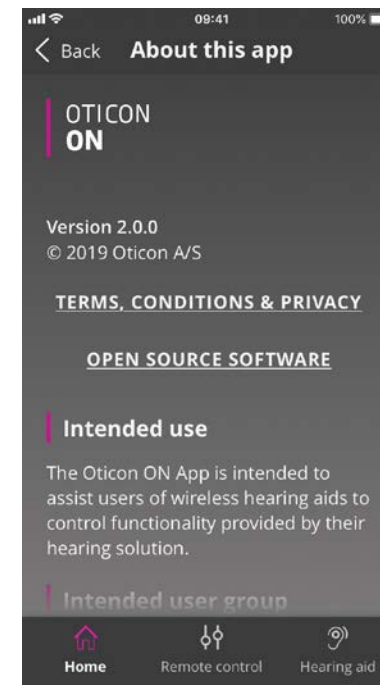 09:41 100%
Back About this app
OTICON
ON
Version 2.0.0
© 2019 Oticon A/S
TERMS, CONDITIONS & PRIVACY
OPEN SOURCE SOFTWARE
Intended use
The Oticon ON App is intended to
assist users of wireless hearing aids to
control functionality provided by their
hearing solution.
Intended user group
Home Remote control Hearing aid